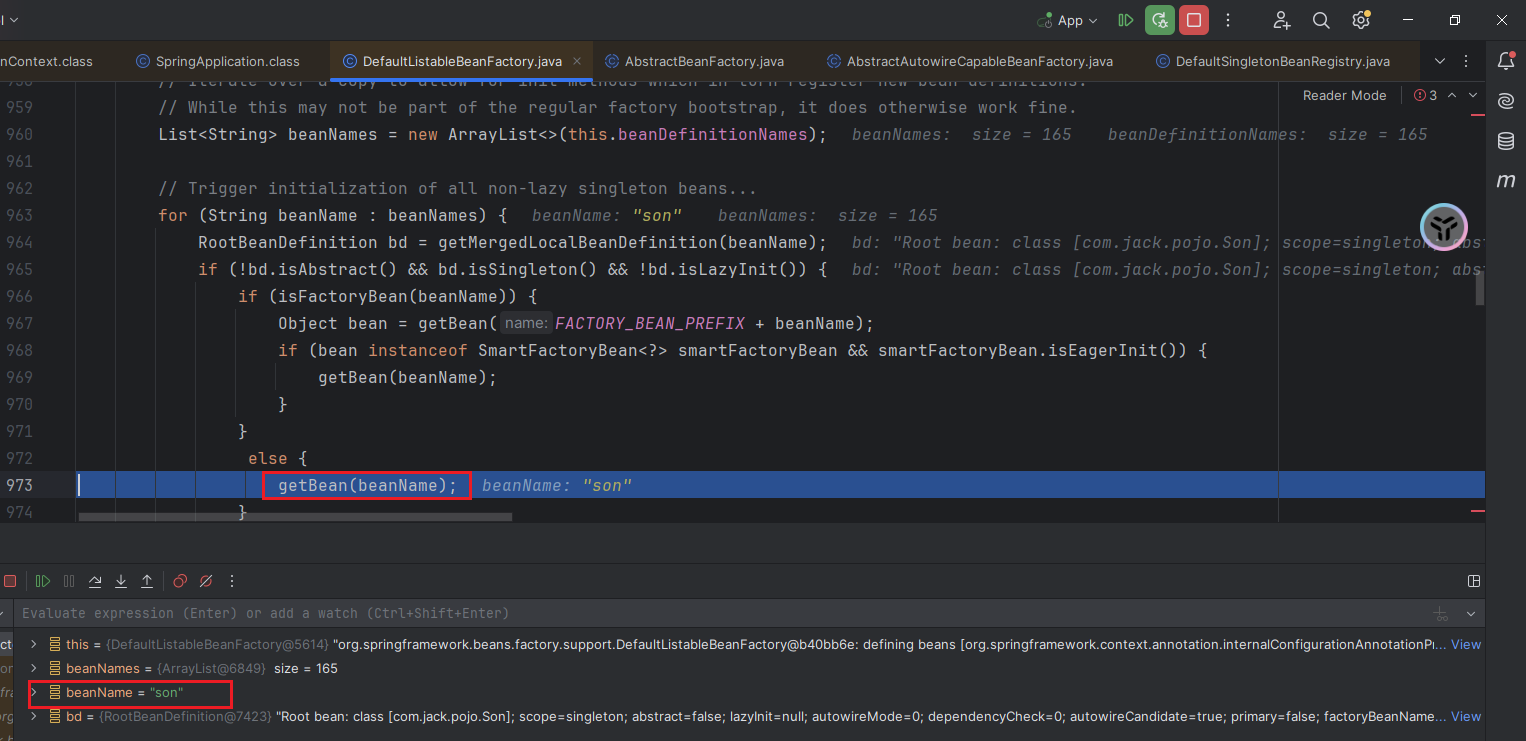 App
nContext.class SpringApplication.class DefaultListableBeanFactory.java AbstractBeanFactory.java AbstractAutowireCapableBeanFactory.java DefaultSingletonBeanRegistry.java
958 // Iterate over a copy to allow for init methods which in turn register new bean definitions.
Reader Mode 3
959 // While this may not be part of the regular factory bootstrap, it does otherwise work fine.
960 List<String> beanNames = new ArrayList<>(this.beanDefinitionNames); beanNames: size = 165 beanDefinitionNames: size = 165
961
962 // Trigger initialization of all non-lazy singleton beans...
963 for (String beanName : beanNames) { beanName: "son" beanNames: size = 165
964 RootBeanDefinition bd = getMergedLocalBeanDefinition(beanName); bd: "Root bean: class [com.jack.pojo.Son]; scope=singleton; abst
965 if (!bd.isAbstract() && bd.isSingleton() && !bd.isLazyInit()) { bd: "Root bean: class [com.jack.pojo.Son]; scope=singleton; abst
966 if (isFactoryBean(beanName)) {
967 Object bean = getBean( name: FACTORY_BEAN_PREFIX + beanName);
968 if (bean instanceof SmartFactoryBean<?> smartFactoryBean && smartFactoryBean.isEagerInit()) {
969 getBean(beanName);
970 }
971 }
972 else {
973 getBean(beanName); beanName: "son"
974 }
Evaluate expression (Enter) or add a watch (Ctrl+Shift+Enter)
this = {DefaultListableBeanFactory@5614} "org.springframework.beans.factory.support.DefaultListableBeanFactory@b40bb6e: defining beans [org.springframework.context.annotation.internalConfigurationAnnotationPr... View
beanNames = {ArrayList@6849} size = 165
beanName = "son"
bd = {RootBeanDefinition@7423} "Root bean: class [com.jack.pojo.Son]; scope=singleton; abstract=false; lazyInit=null; autowireMode=0; dependencyCheck=0; autowireCandidate=true; primary=false; factoryBeanName... View